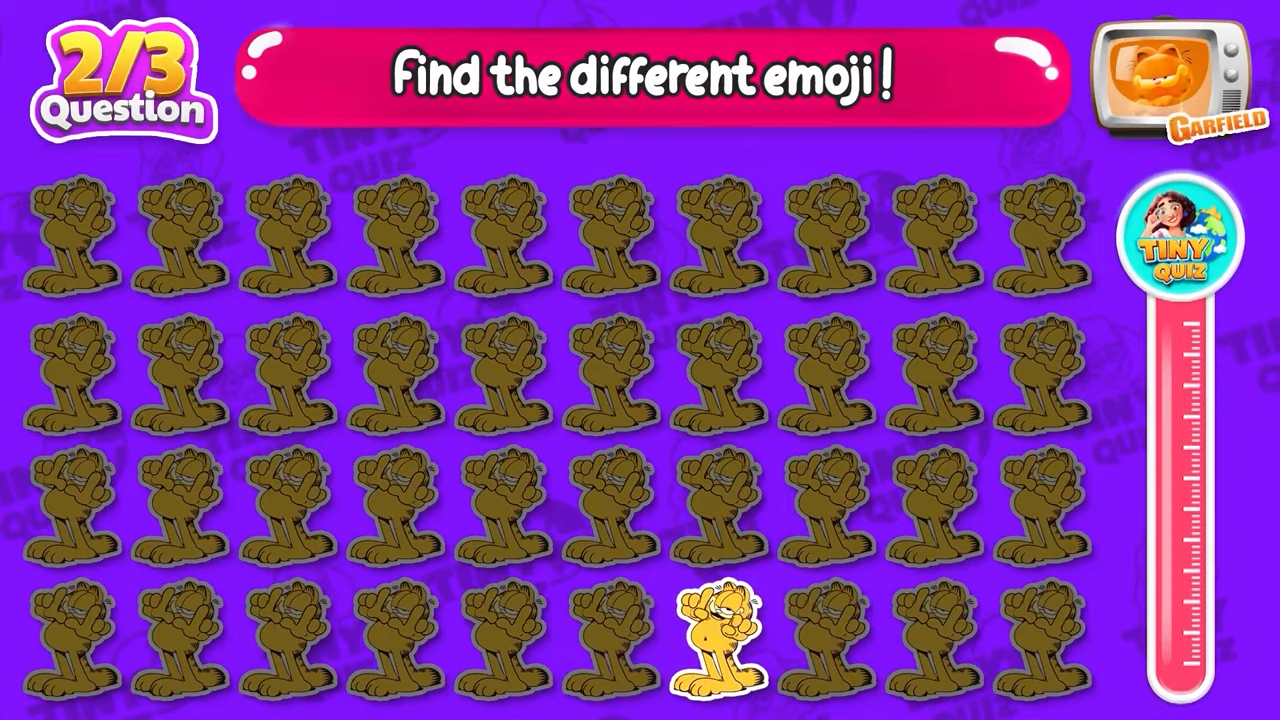 2/3
Question
Find the different emoji!
GARFIELD
TINY
QUIZ